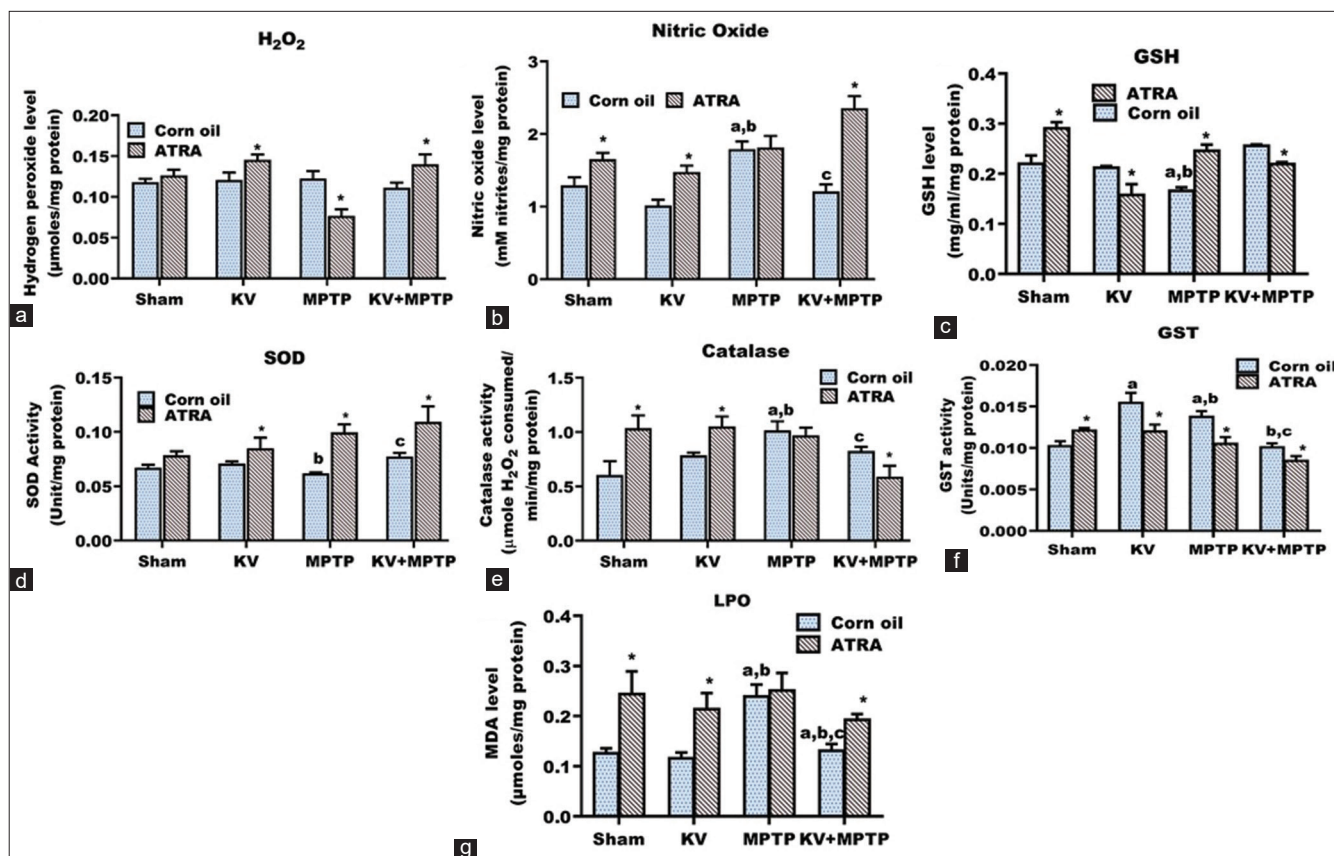 H₂O₂
Hydrogen peroxide level
(µmoles/mg protein)
0.20
0.15
0.10
0.05
0.00
Corn oil
ATRA
*
*
*
Sham
KV
MPTP
KV+MPTP
a
Nitric Oxide
Nitric oxide level
(mM nitrites/mg protein)
3
2
1
0
Corn oil
ATRA
*
*
a,b
c
*
Sham
KV
MPTP
KV+MPTP
b
GSH
GSH level
(mg/ml/mg protein)
0.4
0.3
0.2
0.1
0.0
ATRA
Corn oil
*
*
a,b
*
*
Sham
KV
MPTP
KV+MPTP
c
SOD
SOD Activity
(Unit/mg protein)
0.15
0.10
0.05
0.00
Corn oil
ATRA
*
b
*
c
*
Sham
KV
MPTP
KV+MPTP
d
Catalase
Catalase activity
(µmole H₂O₂ consumed/
min/mg protein)
1.5
1.0
0.5
0.0
Corn oil
ATRA
*
*
a,b
c
*
Sham
KV
MPTP
KV+MPTP
e
GST
GST activity
(Units/mg protein)
0.020
0.015
0.010
0.005
0.000
Corn oil
ATRA
*
a
*
a,b
*
b,c
*
Sham
KV
MPTP
KV+MPTP
f
LPO
MDA level
(µmoles/mg protein)
0.4
0.3
0.2
0.1
0.0
Corn oil
ATRA
*
*
a,b
a,b,c
*
Sham
KV
MPTP
KV+MPTP
g